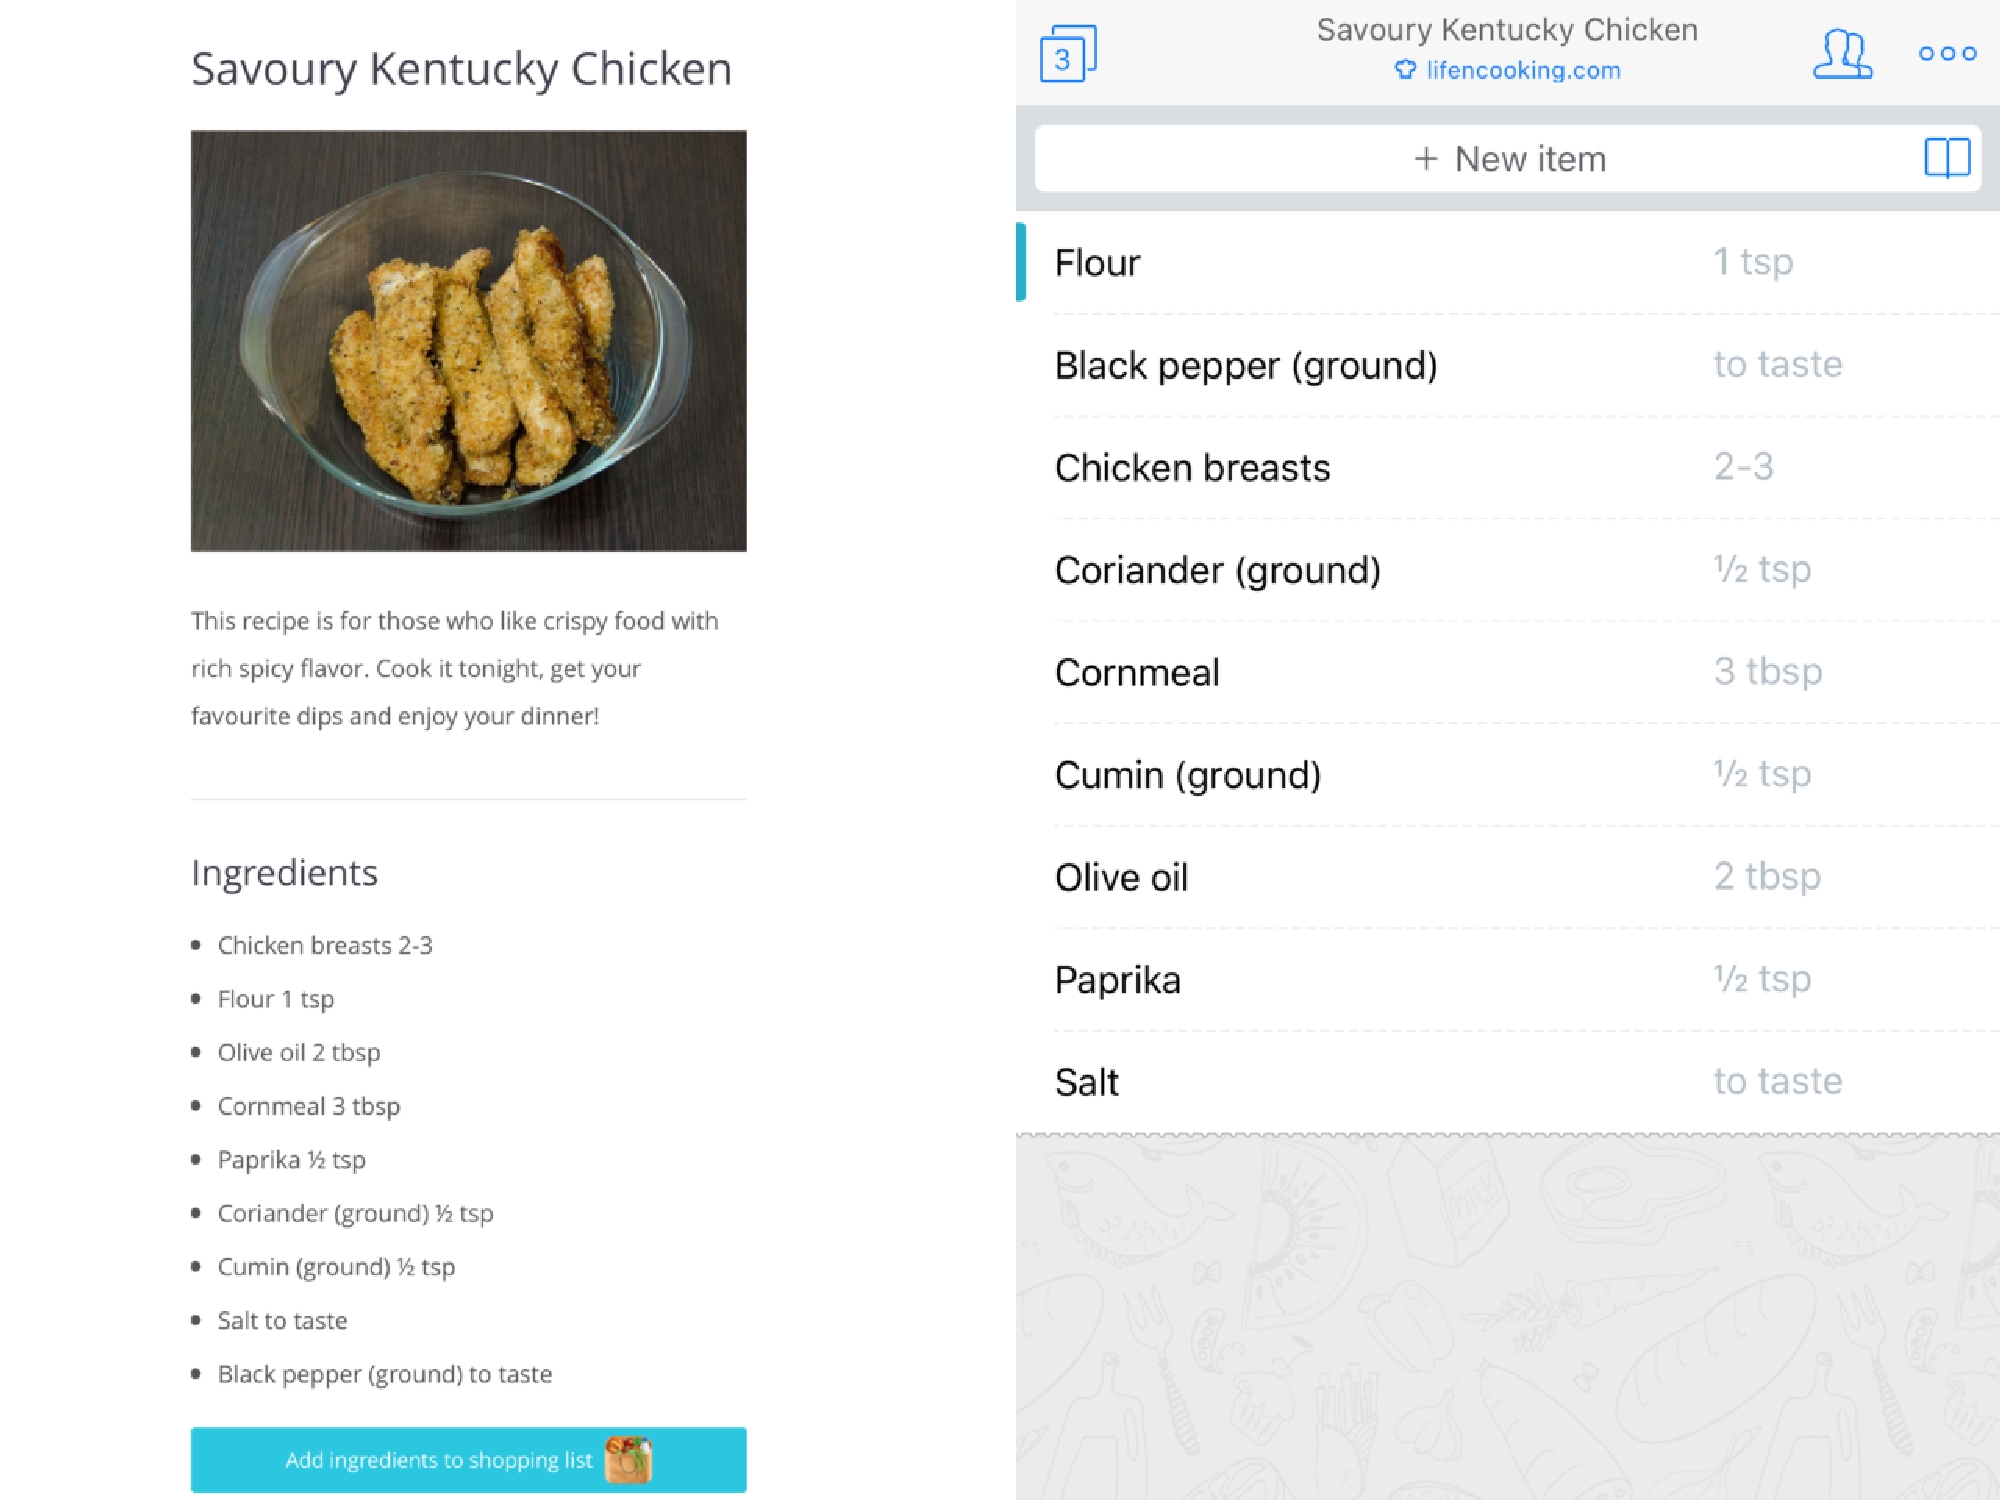 Savoury Kentucky Chicken
This recipe is for those who like crispy food with
rich spicy flavor. Cook it tonight, get your
favourite dips and enjoy your dinner!
Ingredients
Chicken breasts 2-3
Flour 1 tsp
Olive oil 2 tbsp
Cornmeal 3 tbsp
Paprika ½ tsp
Coriander (ground) ½ tsp
Cumin (ground) ½ tsp
Salt to taste
Black pepper (ground) to taste
Add ingredients to shopping list
3
Savoury Kentucky Chicken
lifencooking.com
+ New item
Flour 1 tsp
Black pepper (ground) to taste
Chicken breasts 2-3
Coriander (ground) ½ tsp
Cornmeal 3 tbsp
Cumin (ground) ½ tsp
Olive oil 2 tbsp
Paprika ½ tsp
Salt to taste
MILK